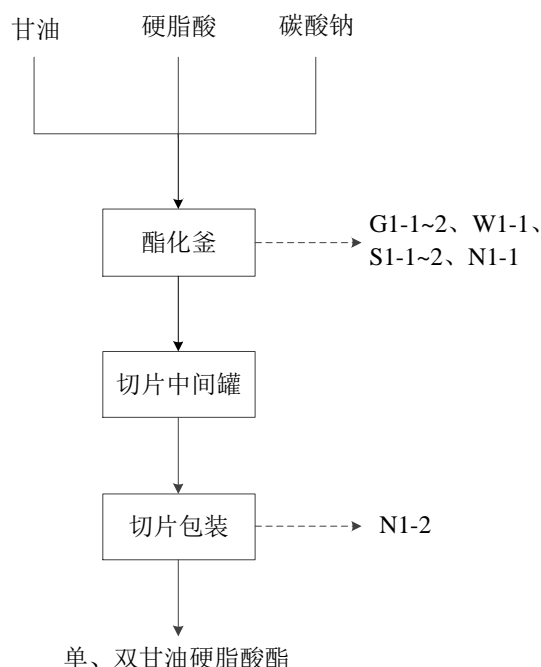 甘油
硬脂酸
碳酸钠
酯化釜
G1-1~2、W1-1、
S1-1~2、N1-1
切片中间罐
切片包装
N1-2
单、双甘油硬脂酸酯